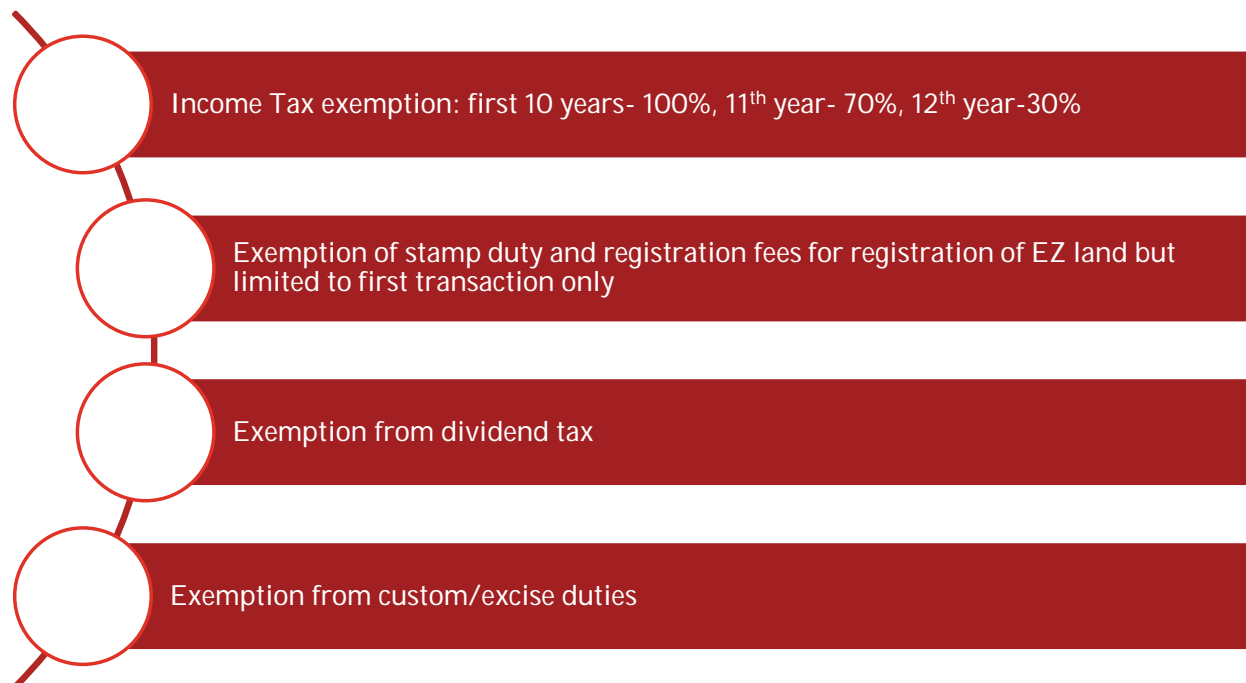 Income Tax exemption: first 10 years- 100%, 11th year- 70%, 12th year-30%
Exemption of stamp duty and registration fees for registration of EZ land but
limited to first transaction only
Exemption from dividend tax
Exemption from custom/excise duties